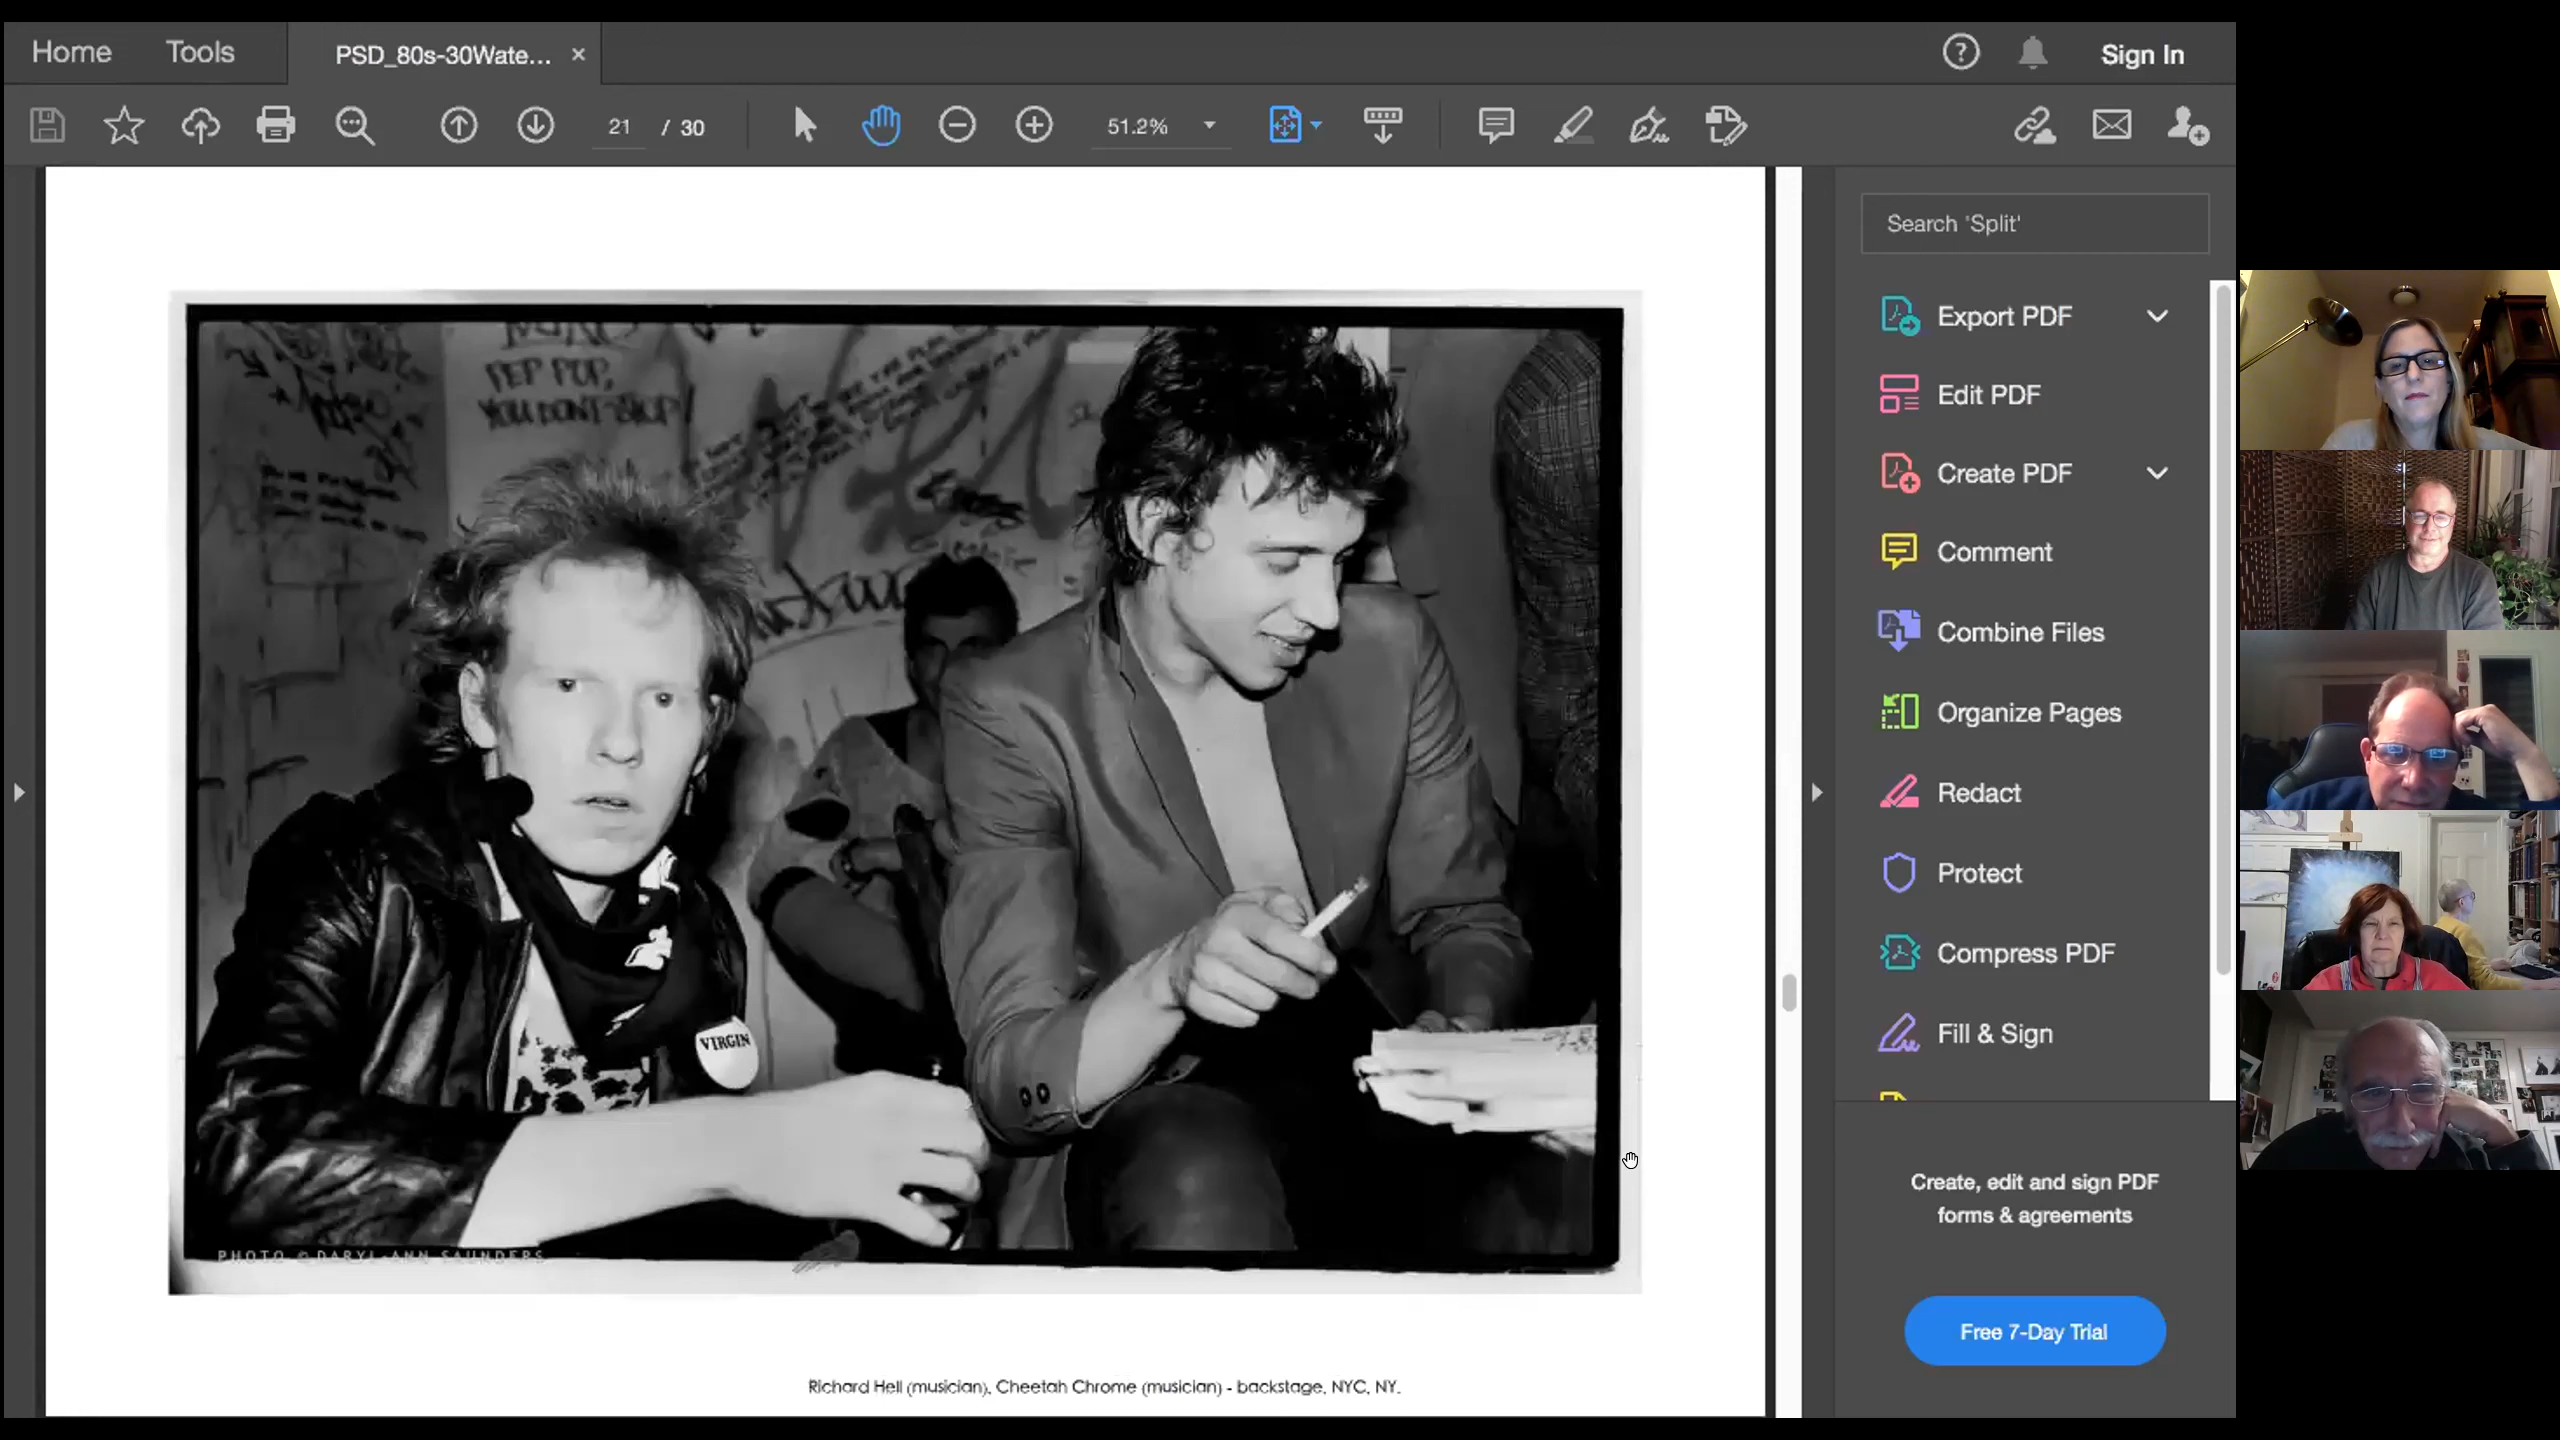 Home
Tools
PSD_80s-30Wate... ×
Sign In
21 / 30
51.2%
Search 'Split'
Export PDF
Edit PDF
Create PDF
Comment
Combine Files
Organize Pages
Redact
Protect
Compress PDF
Fill & Sign
Create, edit and sign PDF
forms & agreements
Free 7-Day Trial
PEP POP,
VIRGIN
PHOTO © DARYL-ANN SAUNDERS
Richard Hell (musician), Cheetah Chrome (musician) - backstage, NYC, NY.